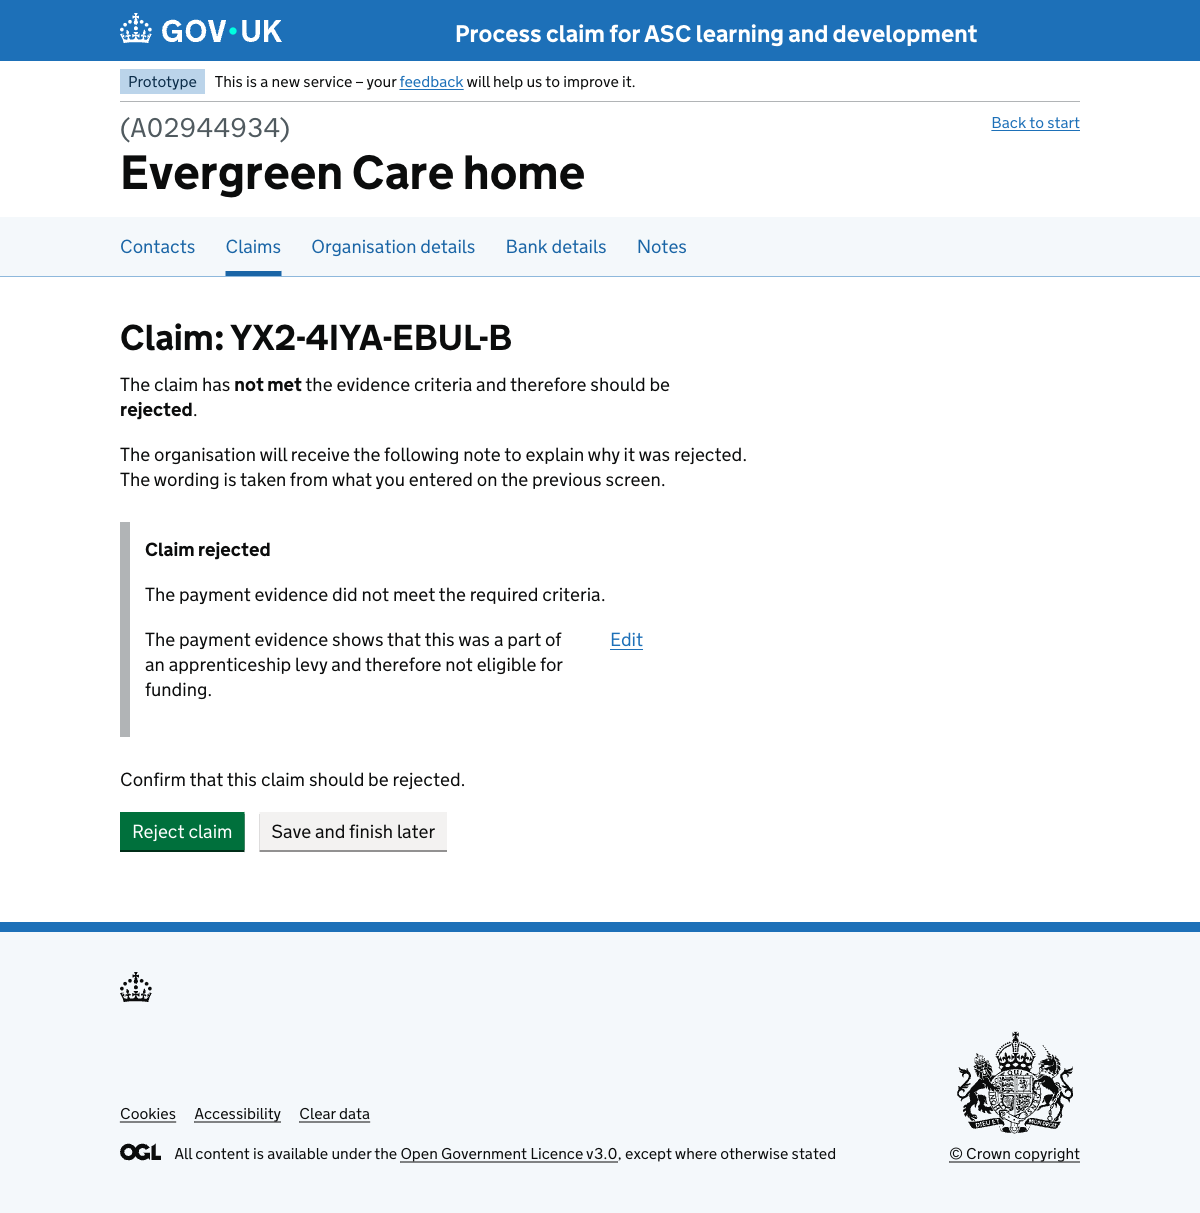 GOV·UK
Process claim for ASC learning and development
Prototype
This is a new service – your feedback will help us to improve it.
(A02944934)
Back to start
Evergreen Care home
Contacts
Claims
Organisation details
Bank details
Notes
Claim: YX2-4IYA-EBUL-B
The claim has not met the evidence criteria and therefore should be
rejected.
The organisation will receive the following note to explain why it was rejected.
The wording is taken from what you entered on the previous screen.
Claim rejected
The payment evidence did not meet the required criteria.
The payment evidence shows that this was a part of
an apprenticeship levy and therefore not eligible for
funding.
Edit
Confirm that this claim should be rejected.
Reject claim
Save and finish later
Cookies
Accessibility
Clear data
OGL
All content is available under the Open Government Licence v3.0, except where otherwise stated
© Crown copyright